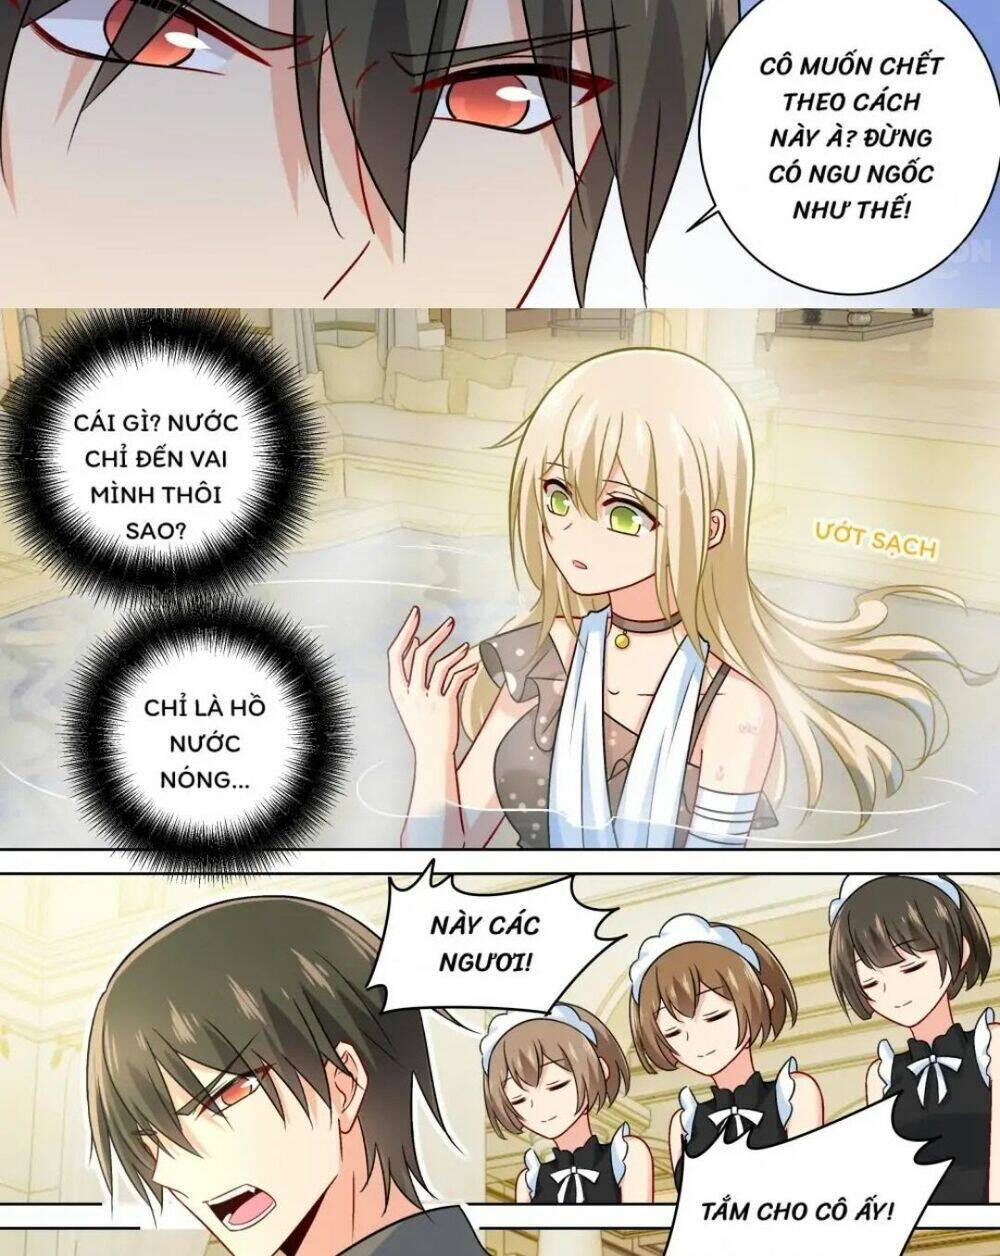 CÔ MUỐN CHẾT
THEO CÁCH
NÀY À? ĐỪNG
CÓ NGU NGỐC
NHƯ THẾ!
CÁI GÌ? NƯỚC
CHỈ ĐẾN VAI
MÌNH THÔI
SAO?
ƯỚT SẠCH
CHỈ LÀ HỒ
NƯỚC
NÓNG...
NÀY CÁC
NGƯƠI!
TẮM CHO CÔ ẤY!